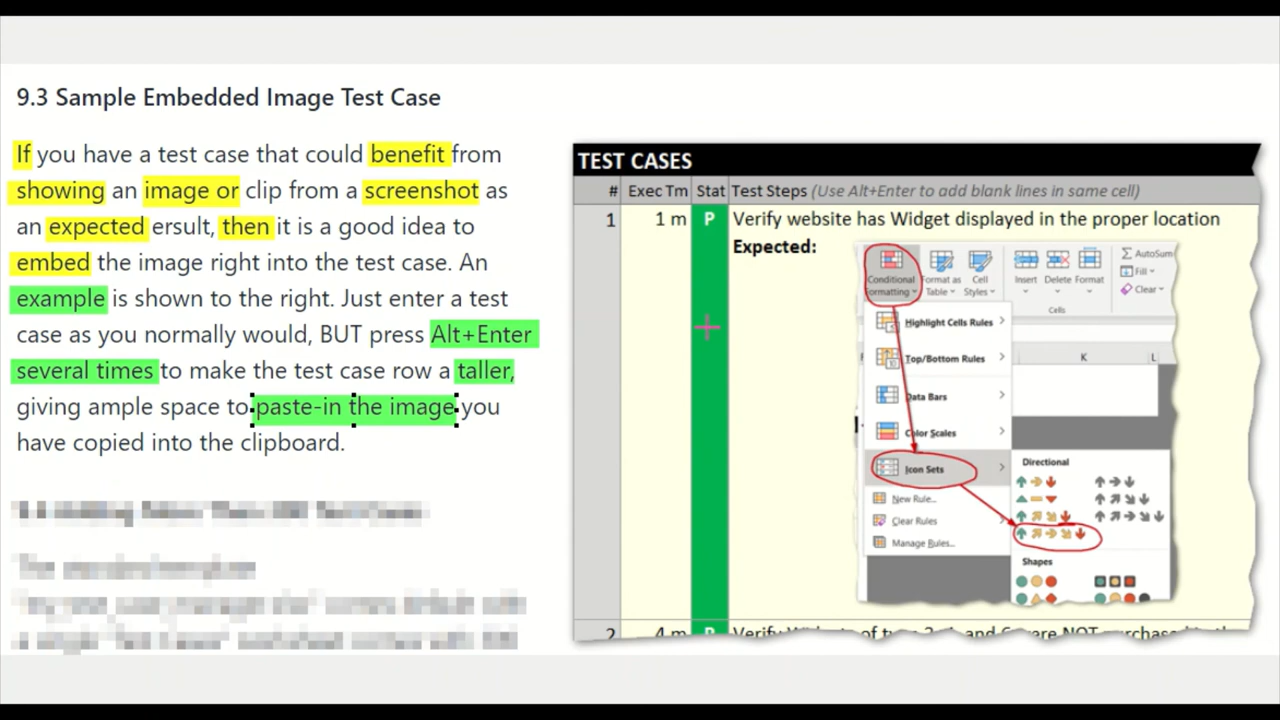 9.3 Sample Embedded Image Test Case
If you have a test case that could benefit from
showing an image or clip from a screenshot as
an expected ersult, then it is a good idea to
embed the image right into the test case. An
example is shown to the right. Just enter a test
case as you normally would, BUT press Alt+Enter
several times to make the test case row a taller,
giving ample space to paste-in the image you
have copied into the clipboard.
TEST CASES
# Exec Tm Stat Test Steps (Use Alt+Enter to add blank lines in same cell)
1 1 m P Verify website has Widget displayed in the proper location
Expected:
Conditional Formatting
Format as Table
Cell Styles
Insert Delete Format
Cells
AutoSum
Fill
Clear
Highlight Cells Rules
Top/Bottom Rules
K L
Data Bars
Color Scales
Icon Sets
New Rule...
Clear Rules
Manage Rules...
Directional
Shapes
2 4 m P Verify